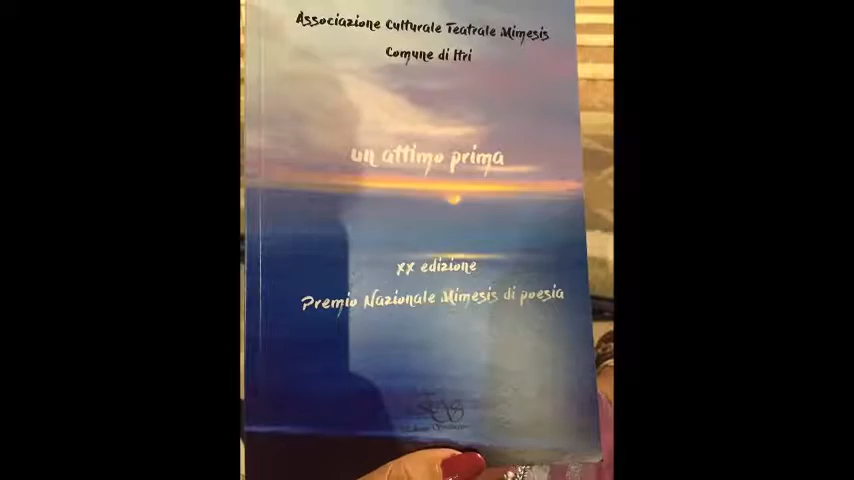 Associazione Culturale Teatrale Mimesis
Comune di Itri
un attimo prima
xx edizione
Premio Nazionale Mimesis di poesia